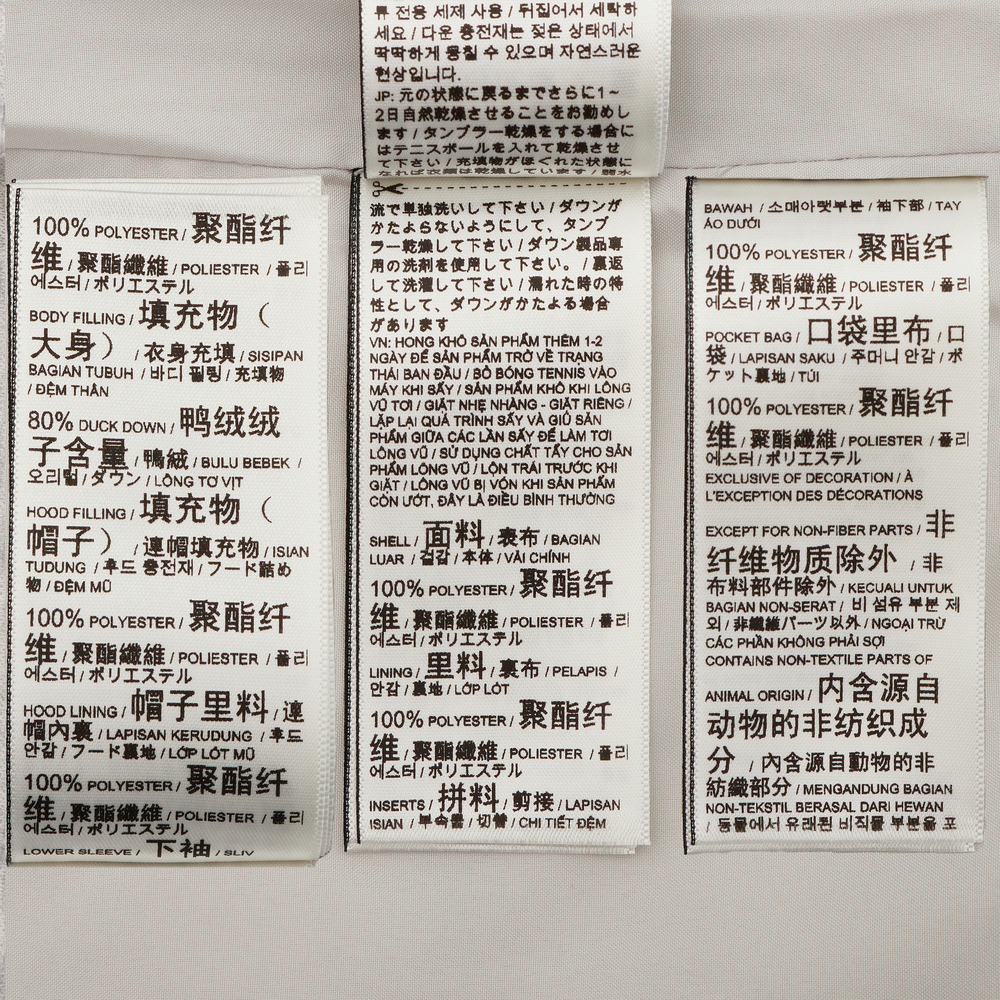 류 전용 세제 사용 / 뒤집어서 세탁하
세요 / 다운 충전재는 젖은 상태에서
딱딱하게 뭉칠 수 있으며 자연스러운
현상입니다.
JP: 元の状態に戻るまでさらに1~
2日自然乾燥させることをお勧めし
ます / タンブラー乾燥をする場合に
はテニスボールを入れて乾燥させ
て下さい / 充填物がほぐれた状態に
なれば衣類は乾燥しています / 弱水
100% POLYESTER / 聚酯纤
维 / 聚酯纖維 / POLIESTER / 폴리
에스터 / ポリエステル
BODY FILLING / 填充物（
大身） / 衣身充填 / SISIPAN
BAGIAN TUBUH / 바디 필링 / 充填物
/ ĐỆM THÂN
80% DUCK DOWN / 鸭绒绒
子含量 / 鴨絨 / BULU BEBEK /
오리털 / ダウン / LÔNG TƠ VỊT
HOOD FILLING / 填充物（
帽子） / 連帽填充物 / ISIAN
TUDUNG / 후드 충전재 / フード詰め
物 / ĐỆM MŨ
100% POLYESTER / 聚酯纤
维 / 聚酯纖維 / POLIESTER / 폴리
에스터 / ポリエステル
HOOD LINING / 帽子里料 / 連
帽內裏 / LAPISAN KERUDUNG / 후드
안감 / フード裏地 / LỚP LÓT MŨ
100% POLYESTER / 聚酯纤
维 / 聚酯纖維 / POLIESTER / 폴리
에스터 / ポリエステル
LOWER SLEEVE / 下袖 / SLIV
流で単独洗いして下さい / ダウンが
かたよらないようにして、タンブ
ラー乾燥して下さい / ダウン製品専
用の洗剤を使用して下さい。 / 裏返
して洗濯して下さい / 濡れた時の特
性として、ダウンがかたよる場合
があります
VN: HONG KHÔ SẢN PHẨM THÊM 1-2
NGÀY ĐỂ SẢN PHẨM TRỞ VỀ TRẠNG
THÁI BAN ĐẦU / BỎ BÓNG TENNIS VÀO
MÁY KHI SẤY / SẢN PHẨM KHÔ KHI LÔNG
VŨ TƠI / GIẶT NHẸ NHÀNG - GIẶT RIÊNG /
LẶP LẠI QUÁ TRÌNH SẤY VÀ GIŨ SẢN
PHẨM GIỮA CÁC LẦN SẤY ĐỂ LÀM TƠI
LÔNG VŨ / SỬ DỤNG CHẤT TẨY CHO SẢN
PHẨM LÔNG VŨ / LỘN TRÁI TRƯỚC KHI
GIẶT / LÔNG VŨ BỊ VÓN KHI SẢN PHẨM
CÒN ƯỚT, ĐÂY LÀ ĐIỀU BÌNH THƯỜNG
SHELL / 面料 / 表布 / BAGIAN
LUAR / 겉감 / 本体 / VẢI CHÍNH
100% POLYESTER / 聚酯纤
维 / 聚酯纖維 / POLIESTER / 폴리
에스터 / ポリエステル
LINING / 里料 / 裏布 / PELAPIS /
안감 / 裏地 / LỚP LÓT
100% POLYESTER / 聚酯纤
维 / 聚酯纖維 / POLIESTER / 폴리
에스터 / ポリエステル
INSERTS / 拼料 / 剪接 / LAPISAN
ISIAN / 부속물 / 切替 / CHI TIẾT ĐỆM
BAWAH / 소매아랫부분 / 袖下部 / TAY
ÁO DƯỚI
100% POLYESTER / 聚酯纤
维 / 聚酯纖維 / POLIESTER / 폴리
에스터 / ポリエステル
POCKET BAG / 口袋里布 / 口
袋 / LAPISAN SAKU / 주머니 안감 / ポ
ケット裏地 / TÚI
100% POLYESTER / 聚酯纤
维 / 聚酯纖維 / POLIESTER / 폴리
에스터 / ポリエステル
EXCLUSIVE OF DECORATION / À
L'EXCEPTION DES DÉCORATIONS
EXCEPT FOR NON-FIBER PARTS / 非
纤维物质除外 / 非
布料部件除外 / KECUALI UNTUK
BAGIAN NON-SERAT / 비 섬유 부분 제
외 / 非繊維パーツ以外 / NGOẠI TRỪ
CÁC PHẦN KHÔNG PHẢI SỢI
CONTAINS NON-TEXTILE PARTS OF
ANIMAL ORIGIN / 内含源自
动物的非纺织成
分 / 內含源自動物的非
紡織部分 / MENGANDUNG BAGIAN
NON-TEKSTIL BERASAL DARI HEWAN
/ 동물에서 유래된 비직물 부분을 포